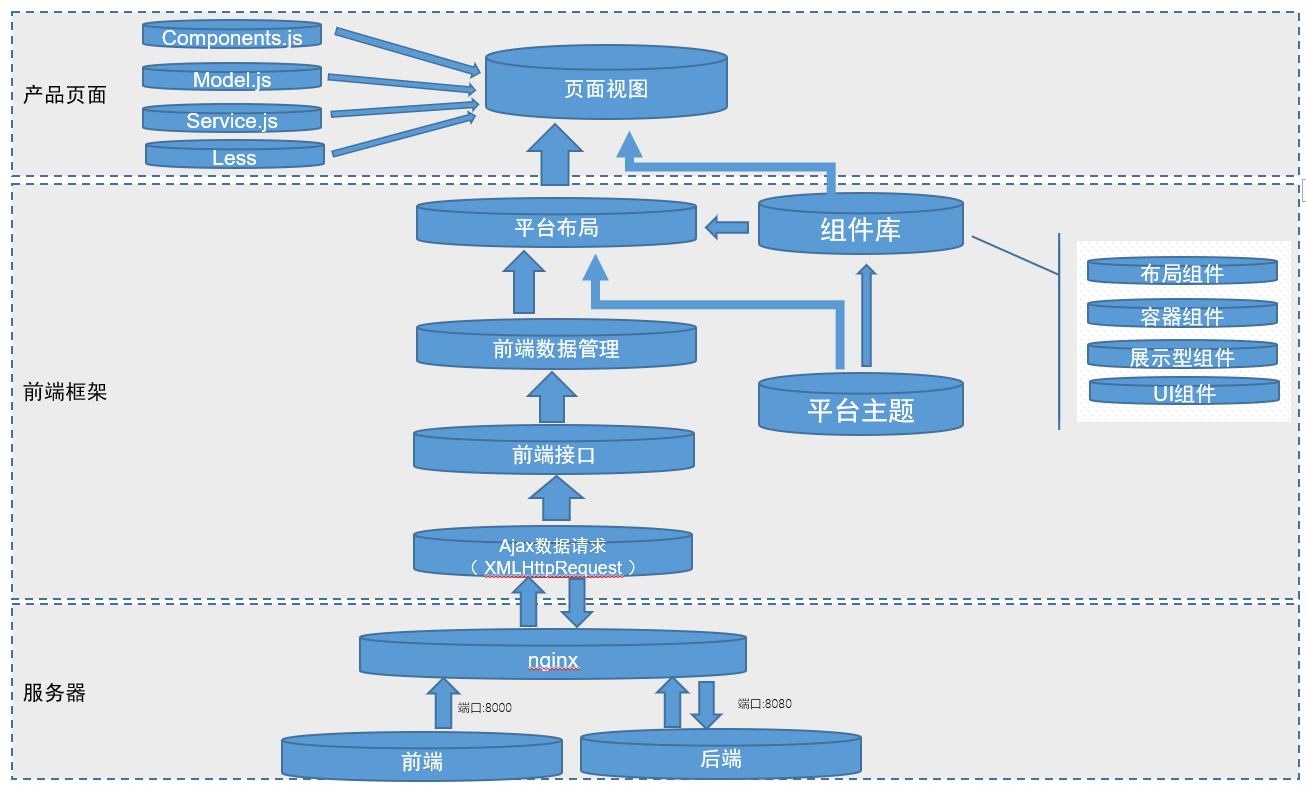 产品页面
Components.js
Model.js
Service.js
Less
页面视图
前端框架
平台布局
组件库
前端数据管理
平台主题
前端接口
Ajax数据请求
（ XMLHttpRequest ）
布局组件
容器组件
展示型组件
UI组件
服务器
nginx
端口:8000
端口:8080
前端
后端